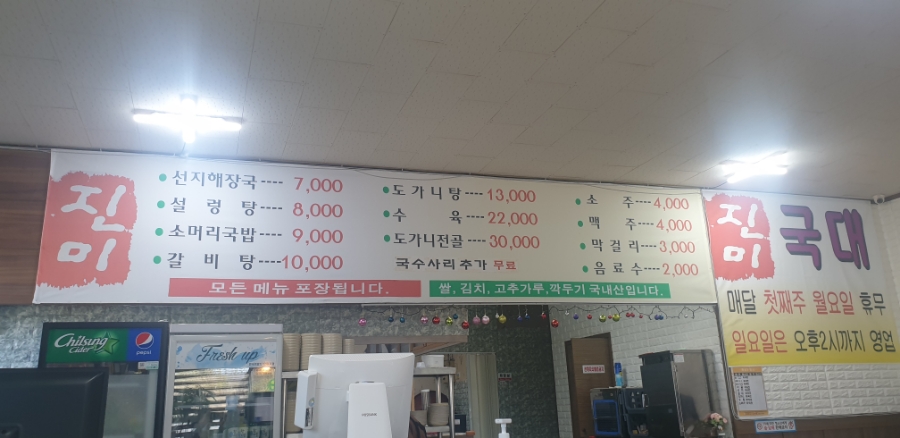 진미
선지해장국---- 7,000
설 렁 탕---- 8,000
소머리국밥---- 9,000
갈 비 탕----10,000
도가니탕----13,000
수 육----22,000
도가니전골----30,000
국수사리추가 무료
소 주----4,000
맥 주----4,000
막걸리----3,000
음료수----2,000
모든 메뉴 포장됩니다.
쌀, 김치, 고추가루,깍두기 국내산입니다.
진미 국대
매달 첫째주 월요일 휴무
일요일은 오후2시까지 영업
Chilsung
Cider
pepsi
Fresh up